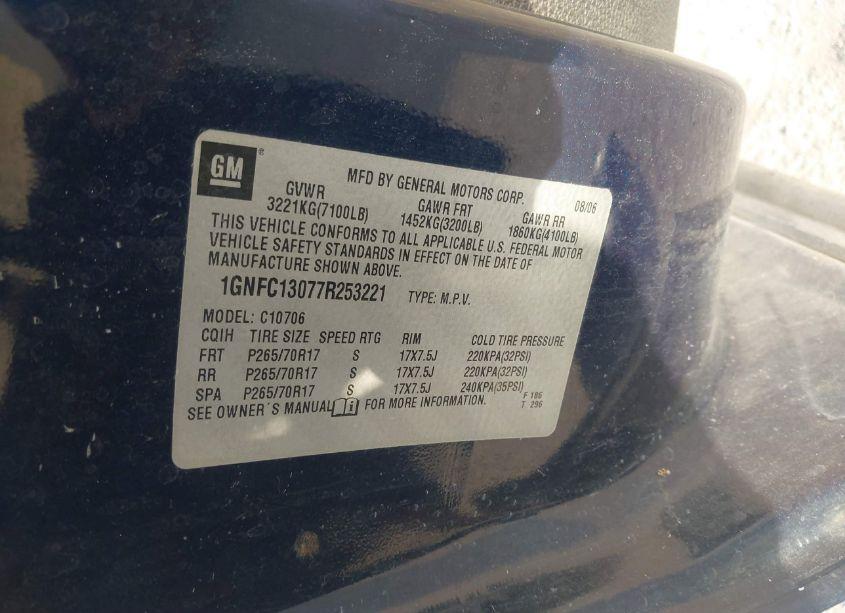 GM ®
MFD BY GENERAL MOTORS CORP. 08/06
GVWR GAWR FRT GAWR RR
3221KG(7100LB) 1452KG(3200LB) 1860KG(4100LB)
THIS VEHICLE CONFORMS TO ALL APPLICABLE U.S. FEDERAL MOTOR
VEHICLE SAFETY STANDARDS IN EFFECT ON THE DATE OF
MANUFACTURE SHOWN ABOVE.
1GNFC13077R253221 TYPE: M.P.V.
MODEL: C10706
CQIH TIRE SIZE SPEED RTG RIM COLD TIRE PRESSURE
FRT P265/70R17 S 17X7.5J 220KPA(32PSI)
RR P265/70R17 S 17X7.5J 220KPA(32PSI)
SPA P265/70R17 S 17X7.5J 240KPA(35PSI)
SEE OWNER´S MANUAL FOR MORE INFORMATION.
F 186
T 296